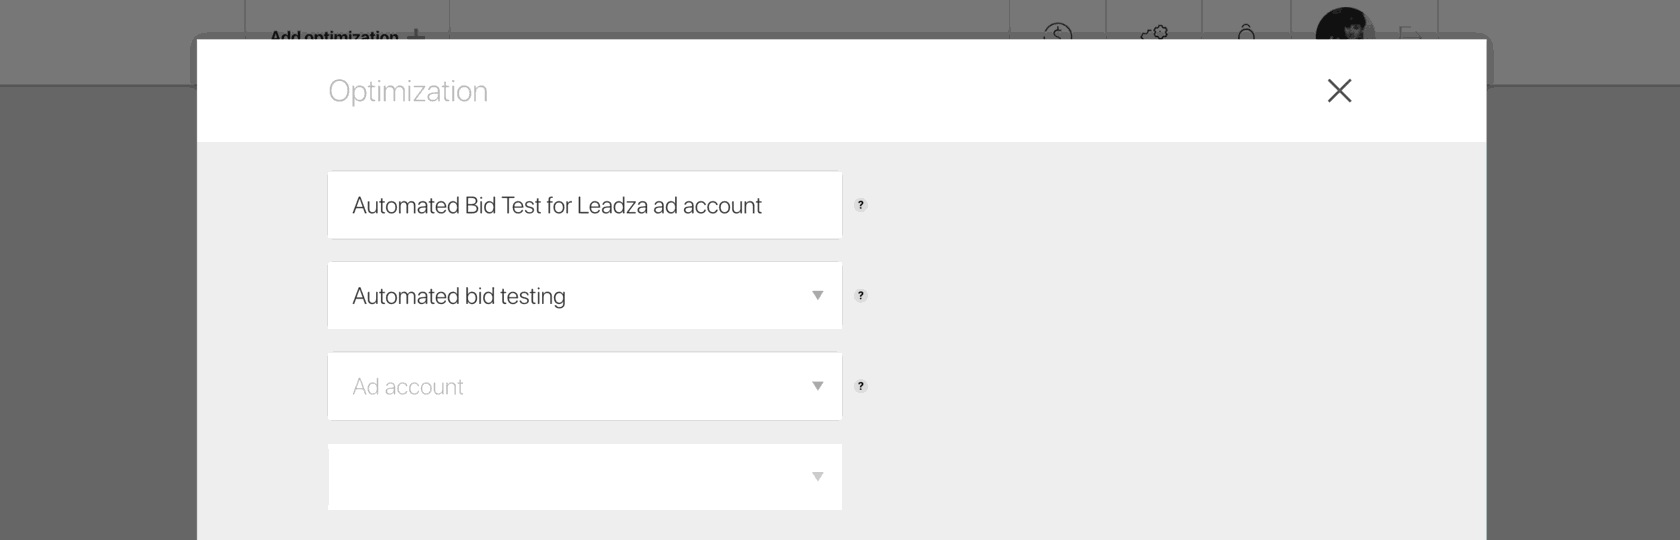 Add optimization +
Optimization
Automated Bid Test for Leadza ad account ?
Automated bid testing ?
Ad account ?